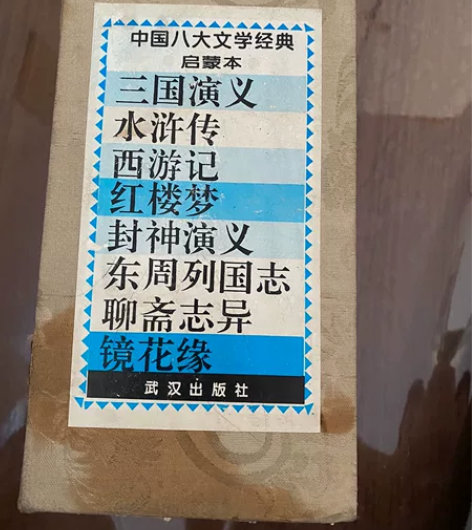 中国八大文学经典
启蒙本
三国演义
水浒传
西游记
红楼梦
封神演义
东周列国志
聊斋志异
镜花缘
武汉出版社